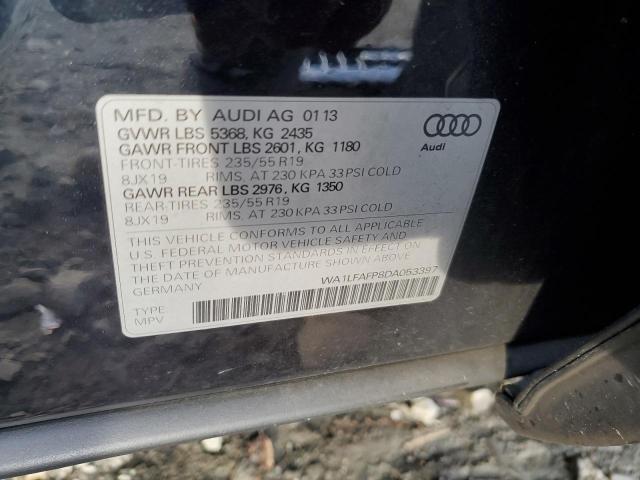 MFD. BY AUDI AG 01 13
GVWR LBS 5368, KG 2435
GAWR FRONT LBS 2601, KG 1180
FRONT-TIRES 235/55 R19
8JX19 RIMS, AT 230 KPA 33 PSI COLD
GAWR REAR LBS 2976, KG 1350
REAR-TIRES 235/55 R19
8JX19 RIMS, AT 230 KPA 33 PSI COLD
Audi
THIS VEHICLE CONFORMS TO ALL APPLICABLE
U.S. FEDERAL MOTOR VEHICLE SAFETY AND
THEFT PREVENTION STANDARDS IN EFFECT ON
THE DATE OF MANUFACTURE SHOWN ABOVE
GERMANY
WA1LFAFP8DA053397
TYPE
MPV